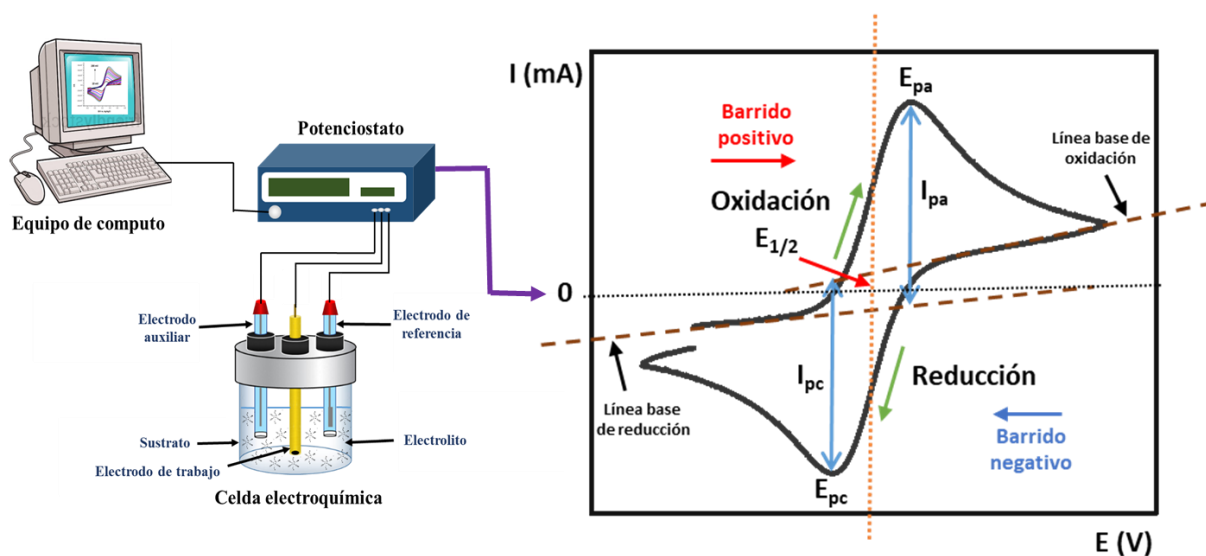 Equipo de computo
Potenciostato
Electrodo
auxiliar
Electrodo de
referencia
Sustrato
Electrolito
Electrodo de trabajo
Celda electroquímica
I (mA)
0
E (V)
Barrido
positivo
Oxidación
E1/2
Epa
Ipa
Línea base de
oxidación
Ipc
Epc
Línea base
de reducción
Reducción
Barrido
negativo